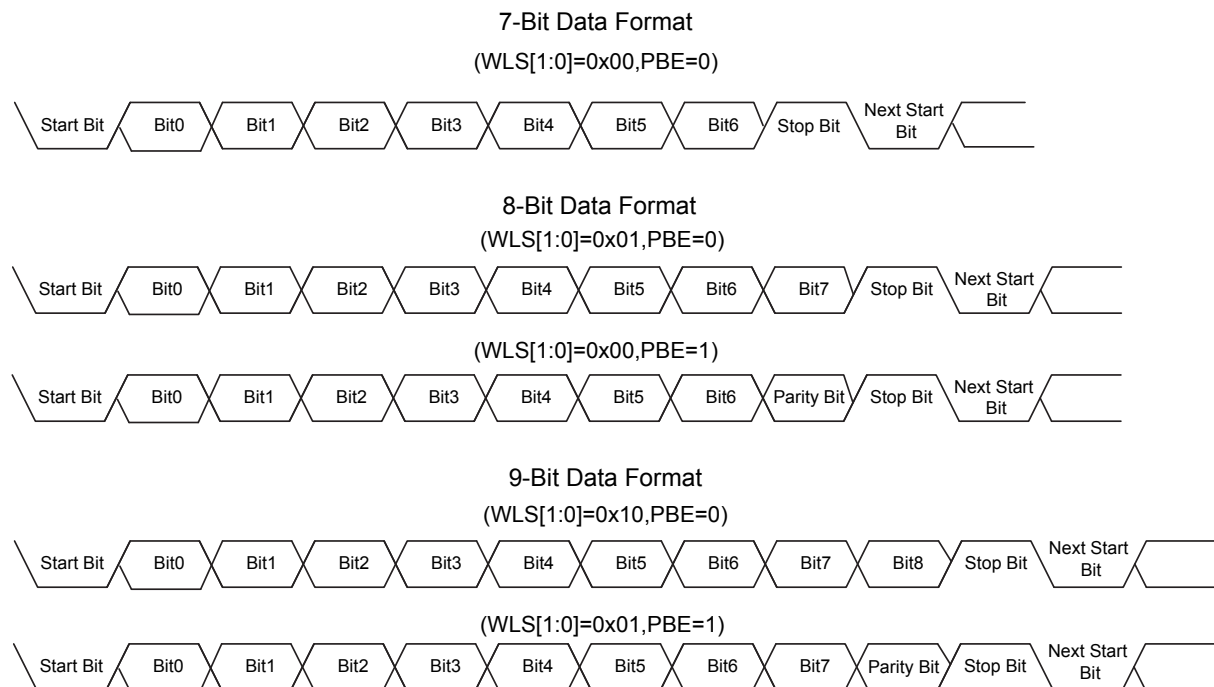 7-Bit Data Format
(WLS[1:0]=0x00,PBE=0)
Start Bit Bit0 Bit1 Bit2 Bit3 Bit4 Bit5 Bit6 Stop Bit Next Start Bit
8-Bit Data Format
(WLS[1:0]=0x01,PBE=0)
Start Bit Bit0 Bit1 Bit2 Bit3 Bit4 Bit5 Bit6 Bit7 Stop Bit Next Start Bit
(WLS[1:0]=0x00,PBE=1)
Start Bit Bit0 Bit1 Bit2 Bit3 Bit4 Bit5 Bit6 Parity Bit Stop Bit Next Start Bit
9-Bit Data Format
(WLS[1:0]=0x10,PBE=0)
Start Bit Bit0 Bit1 Bit2 Bit3 Bit4 Bit5 Bit6 Bit7 Bit8 Stop Bit Next Start Bit
(WLS[1:0]=0x01,PBE=1)
Start Bit Bit0 Bit1 Bit2 Bit3 Bit4 Bit5 Bit6 Bit7 Parity Bit Stop Bit Next Start Bit